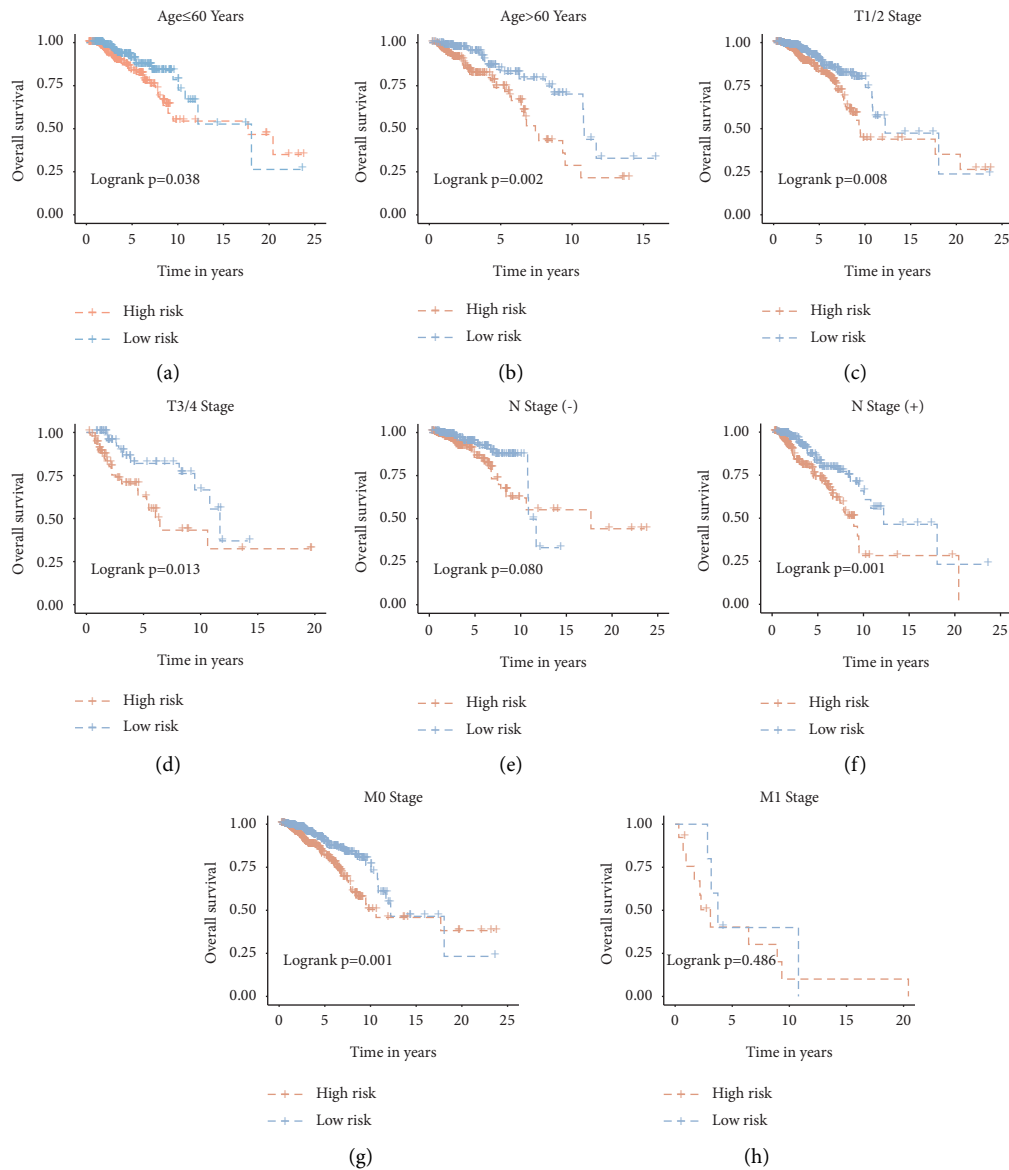 Age≤60 Years
Overall survival
1.00
0.75
0.50
0.25
0.00
Logrank p=0.038
0 5 10 15 20 25
Time in years
High risk
Low risk
(a)
Age>60 Years
Overall survival
1.00
0.75
0.50
0.25
0.00
Logrank p=0.002
0 5 10 15
Time in years
High risk
Low risk
(b)
T1/2 Stage
Overall survival
1.00
0.75
0.50
0.25
0.00
Logrank p=0.008
0 5 10 15 20 25
Time in years
High risk
Low risk
(c)
T3/4 Stage
Overall survival
1.00
0.75
0.50
0.25
0.00
Logrank p=0.013
0 5 10 15 20
Time in years
High risk
Low risk
(d)
N Stage (-)
Overall survival
1.00
0.75
0.50
0.25
0.00
Logrank p=0.080
0 5 10 15 20 25
Time in years
High risk
Low risk
(e)
N Stage (+)
Overall survival
1.00
0.75
0.50
0.25
0.00
Logrank p=0.001
0 5 10 15 20 25
Time in years
High risk
Low risk
(f)
M0 Stage
Overall survival
1.00
0.75
0.50
0.25
0.00
Logrank p=0.001
0 5 10 15 20 25
Time in years
High risk
Low risk
(g)
M1 Stage
Overall survival
1.00
0.75
0.50
0.25
0.00
Logrank p=0.486
0 5 10 15 20
Time in years
High risk
Low risk
(h)